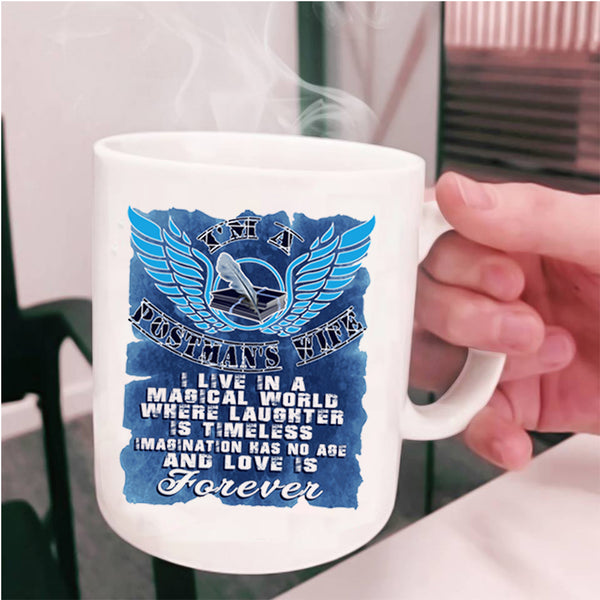 I'M A
POSTMAN'S WIFE
I LIVE IN A
MAGICAL WORLD
WHERE LAUGHTER
IS TIMELESS
IMAGINATION HAS NO AGE
AND LOVE IS
Forever